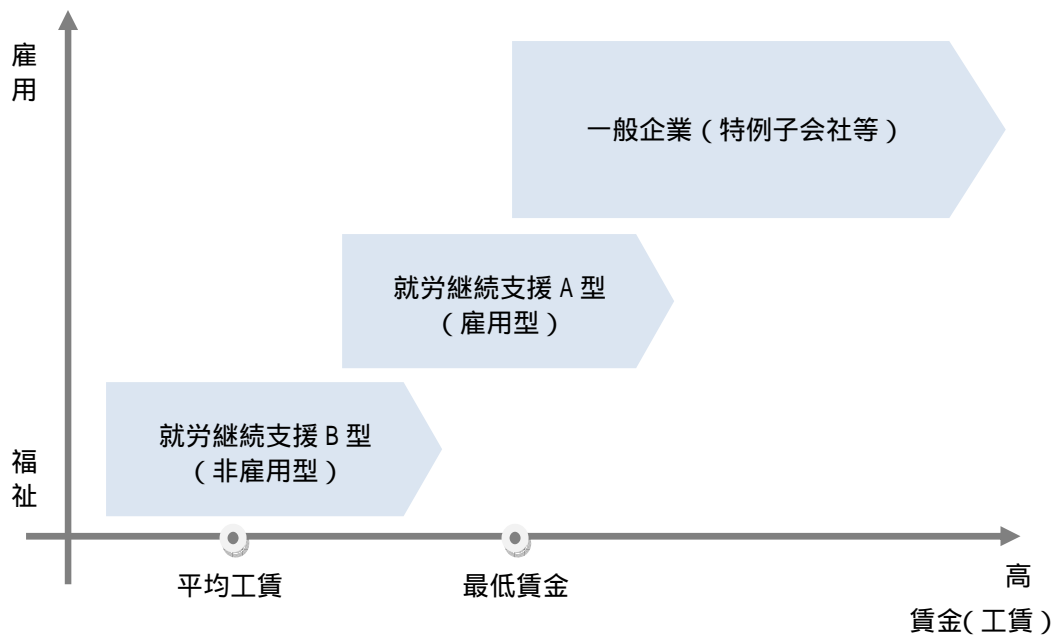 雇用
一般企業(特例子会社等)
就労継続支援A型
(雇用型)
就労継続支援B型
(非雇用型)
福祉
平均工賃
最低賃金
高
賃金(工賃)